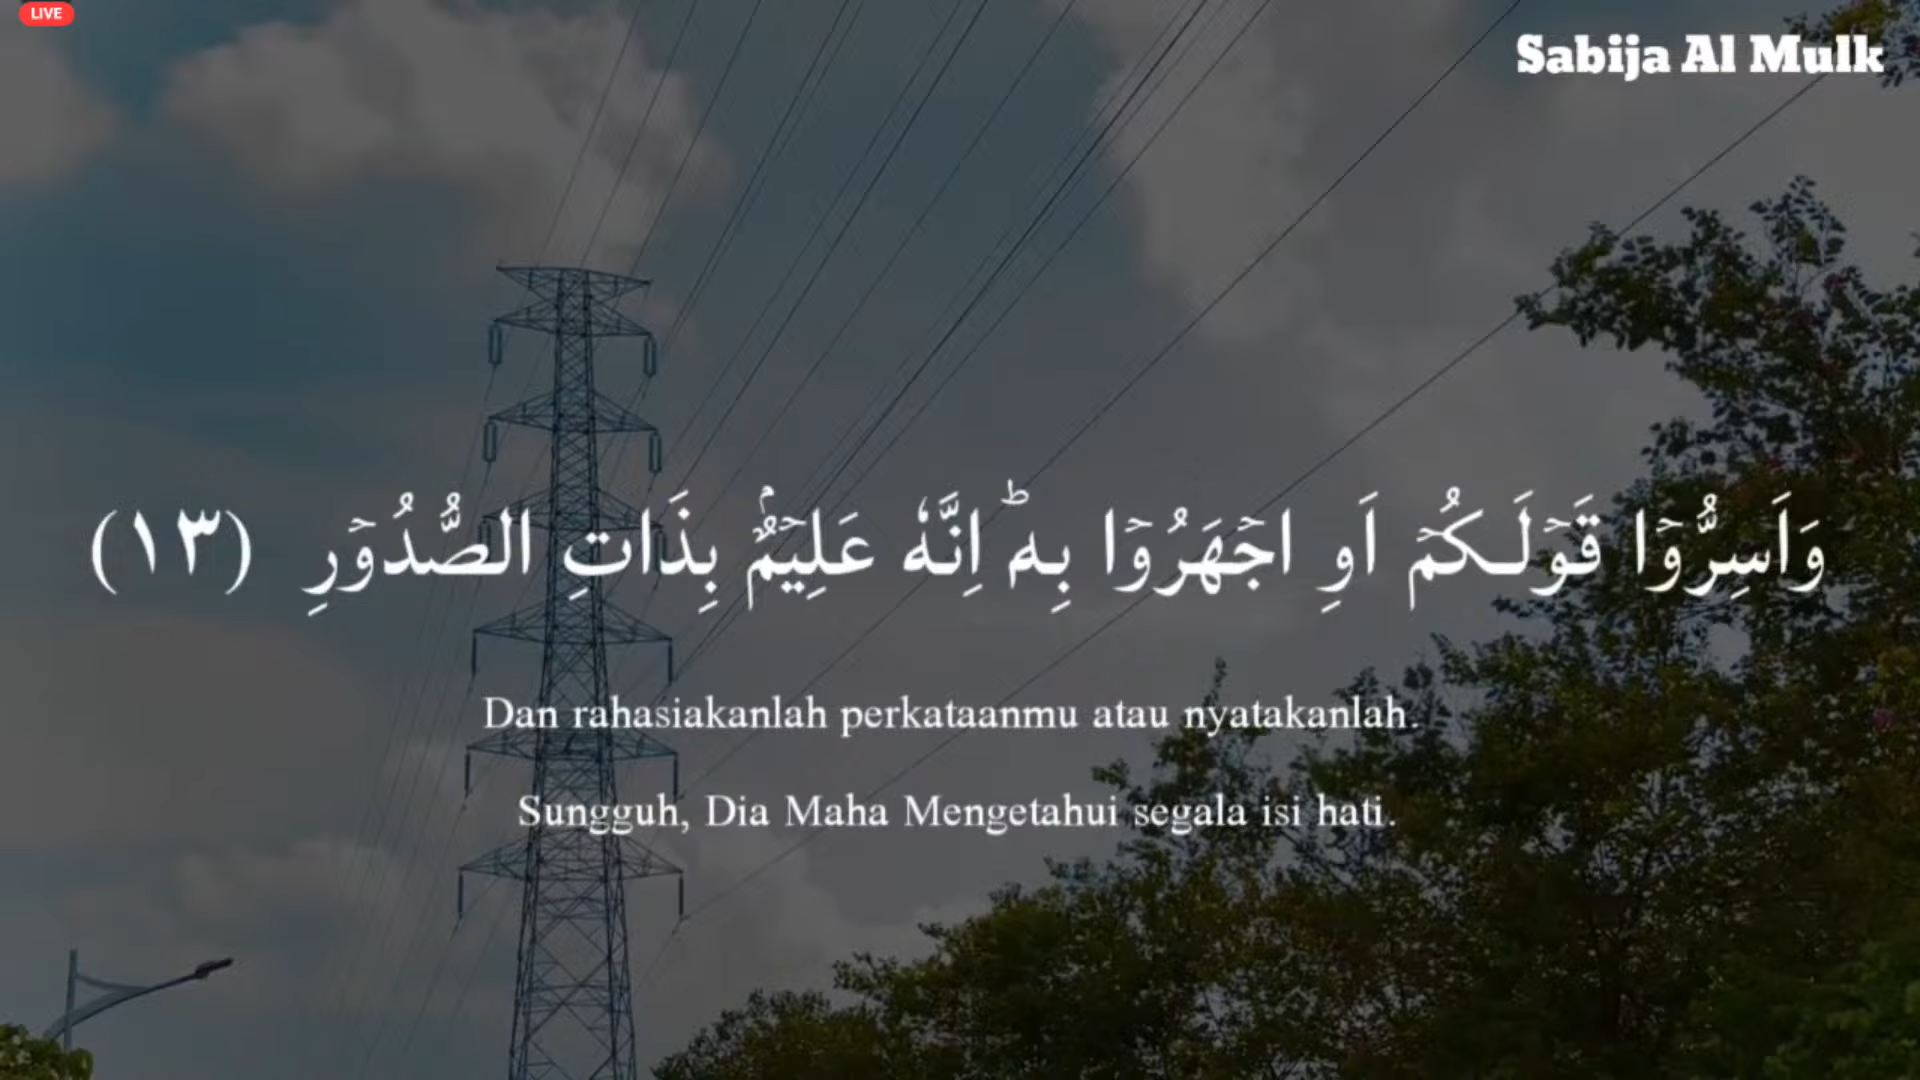 LIVE
Sabija Al Mulk
وَاَسِرُّوۡا قَوۡلَـكُمۡ اَوِ اجۡهَرُوۡا بِهٖؕ اِنَّهٗ عَلِيۡمٌۢ بِذَاتِ الصُّدُوۡرِ (١٣)
Dan rahasiakanlah perkataanmu atau nyatakanlah.
Sungguh, Dia Maha Mengetahui segala isi hati.